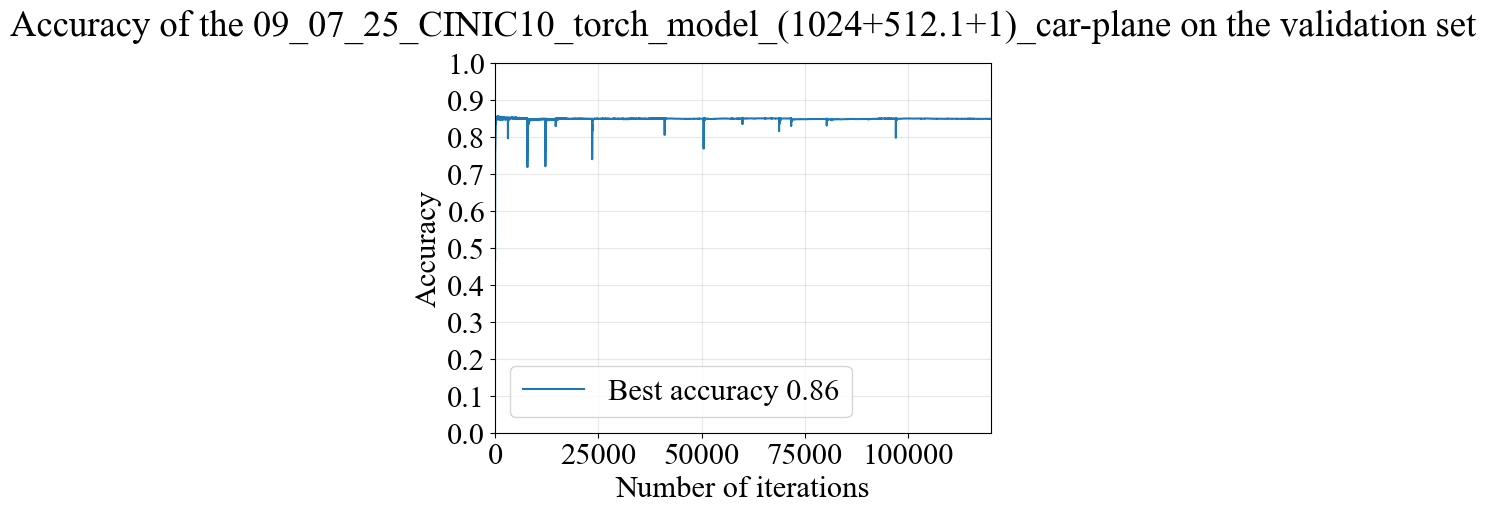 Accuracy of the 09_07_25_CINIC10_torch_model_(1024+512.1+1)_car-plane on the validation set
1.0
0.9
0.8
0.7
0.6
0.5
0.4
0.3
0.2
0.1
0.0
Accuracy
Best accuracy 0.86
0 25000 50000 75000 100000
Number of iterations